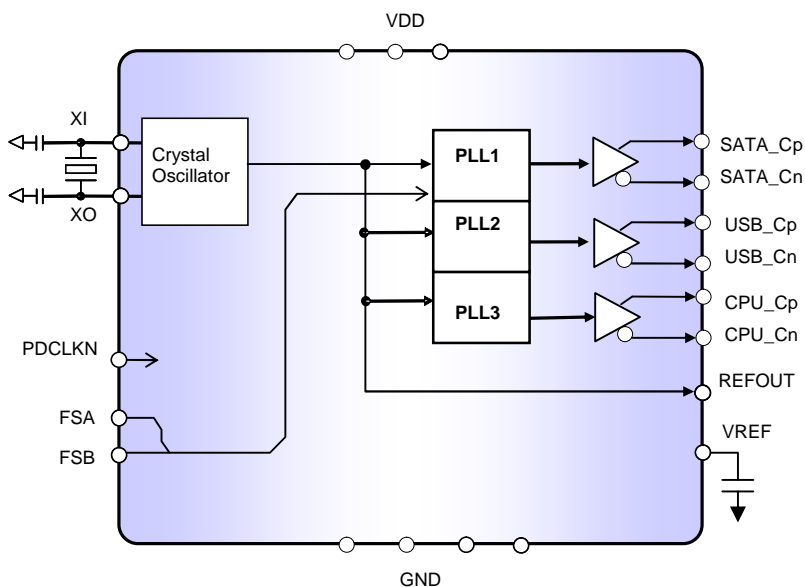 VDD
XI
Crystal
Oscillator
XO
PLL1
PLL2
PLL3
SATA_Cp
SATA_Cn
USB_Cp
USB_Cn
CPU_Cp
CPU_Cn
PDCLKN
REFOUT
FSA
FSB
VREF
GND